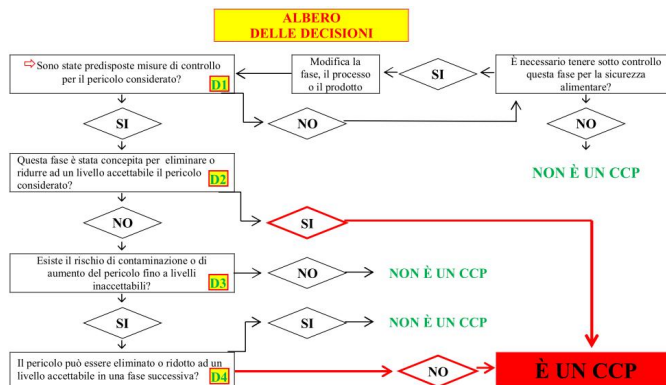 ALBERO
DELLE DECISIONI
⇨Sono state predisposte misure di controllo
per il pericolo considerato?
D1
Modifica la
fase, il processo
o il prodotto
SI
È necessario tenere sotto controllo
questa fase per la sicurezza
alimentare?
SI
NO
NO
NON È UN CCP
Questa fase è stata concepita per eliminare o
ridurre ad un livello accettabile il pericolo
considerato?
D2
NO
SI
Esiste il rischio di contaminazione o di
aumento del pericolo fino a livelli
inaccettabili?
D3
NO
NON È UN CCP
SI
SI
NON È UN CCP
Il pericolo può essere eliminato o ridotto ad un
livello accettabile in una fase successiva?
D4
NO
È UN CCP